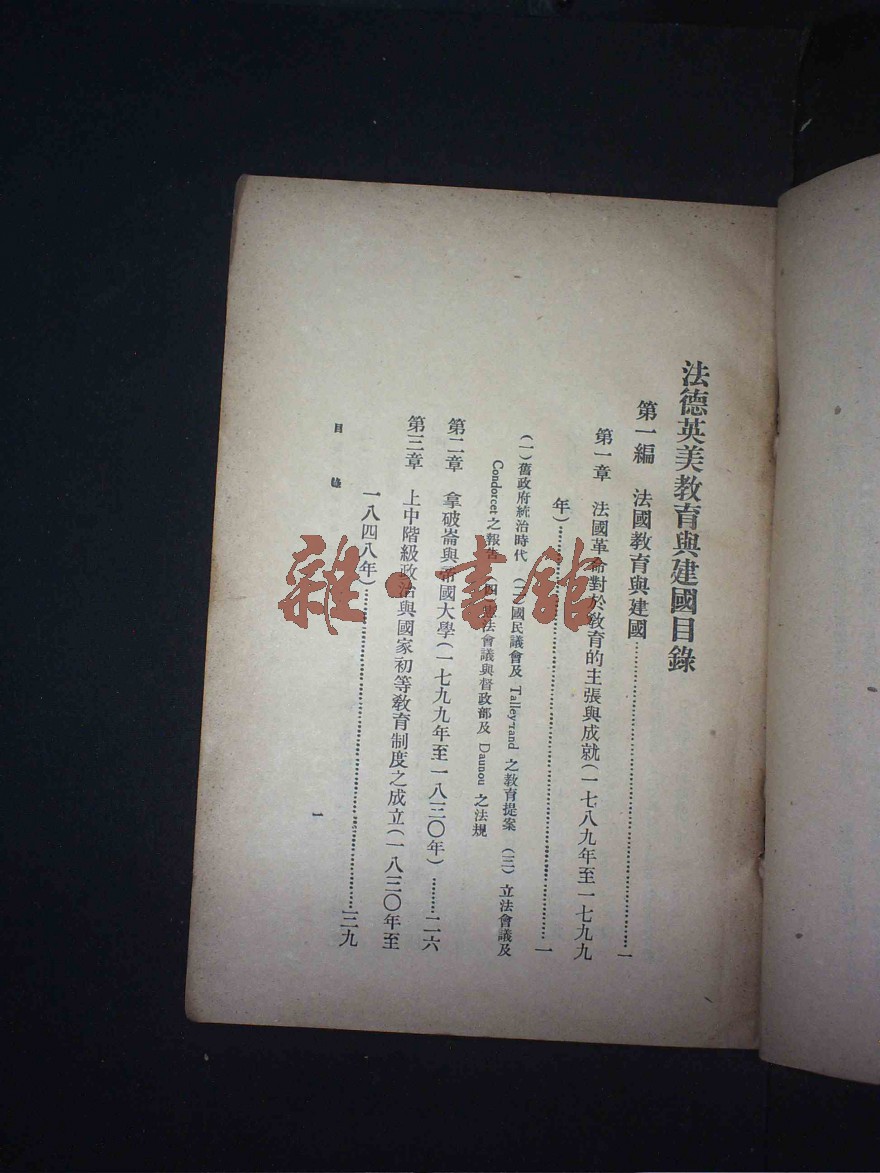 法德英美教育與建國目錄
第一編 法國教育與建國……一
第一章 法國革命對於教育的主張與成就(一七八九年至一七九九
年)……一
(一)舊政府統治時代 (二)國民議會及 Talleyrand 之教育提案 (三)立法會議及
Condorcet 之報告 (四)憲法會議與督政部及 Daunou 之法規
第二章 拿破崙與帝國大學(一七九九年至一八三〇年)……二六
第三章 上中階級政治與國家初等教育制度之成立(一八三〇年至
一八四八年)……三九
目 錄
一
雜·書館